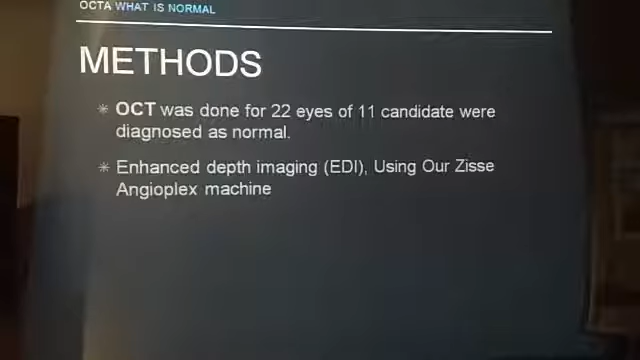 OCTA WHAT IS NORMAL
METHODS
* OCT was done for 22 eyes of 11 candidate were
diagnosed as normal.
* Enhanced depth imaging (EDI), Using Our Zisse
Angioplex machine